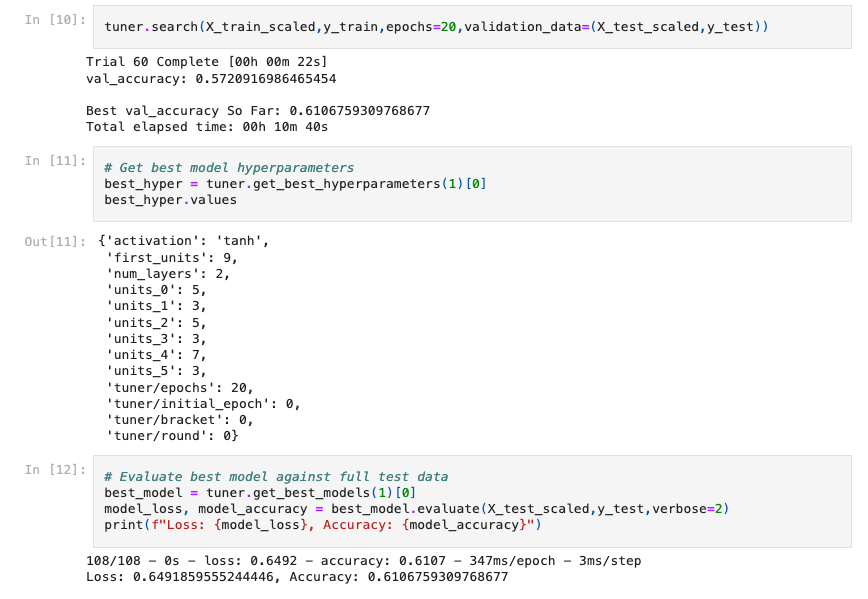 In [10]: tuner.search(X_train_scaled,y_train,epochs=20,validation_data=(X_test_scaled,y_test))
Trial 60 Complete [00h 00m 22s]
val_accuracy: 0.5720916986465454
Best val_accuracy So Far: 0.6106759309768677
Total elapsed time: 00h 10m 40s
In [11]: # Get best model hyperparameters
best_hyper = tuner.get_best_hyperparameters(1)[0]
best_hyper.values
Out[11]: {'activation': 'tanh',
'first_units': 9,
'num_layers': 2,
'units_0': 5,
'units_1': 3,
'units_2': 5,
'units_3': 3,
'units_4': 7,
'units_5': 3,
'tuner/epochs': 20,
'tuner/initial_epoch': 0,
'tuner/bracket': 0,
'tuner/round': 0}
In [12]: # Evaluate best model against full test data
best_model = tuner.get_best_models(1)[0]
model_loss, model_accuracy = best_model.evaluate(X_test_scaled,y_test,verbose=2)
print(f"Loss: {model_loss}, Accuracy: {model_accuracy}")
108/108 - 0s - loss: 0.6492 - accuracy: 0.6107 - 347ms/epoch - 3ms/step
Loss: 0.6491859555244446, Accuracy: 0.6106759309768677